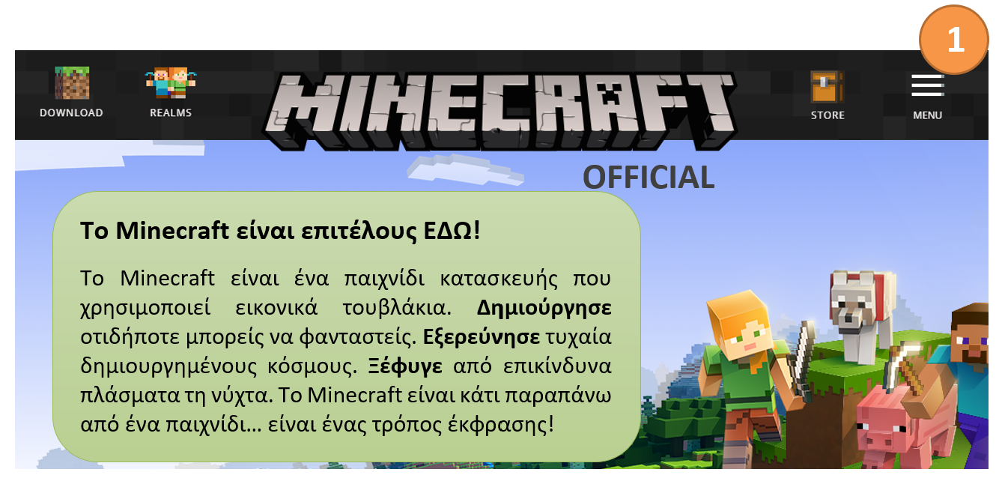 1
DOWNLOAD
REALMS
MINECRAFT
STORE
MENU
OFFICIAL
Το Minecraft είναι επιτέλους ΕΔΩ!
Το Minecraft είναι ένα παιχνίδι κατασκευής που
χρησιμοποιεί εικονικά τουβλάκια. Δημιούργησε
οτιδήποτε μπορείς να φανταστείς. Εξερεύνησε τυχαία
δημιουργημένους κόσμους. Ξέφυγε από επικίνδυνα
πλάσματα τη νύχτα. Το Minecraft είναι κάτι παραπάνω
από ένα παιχνίδι... είναι ένας τρόπος έκφρασης!